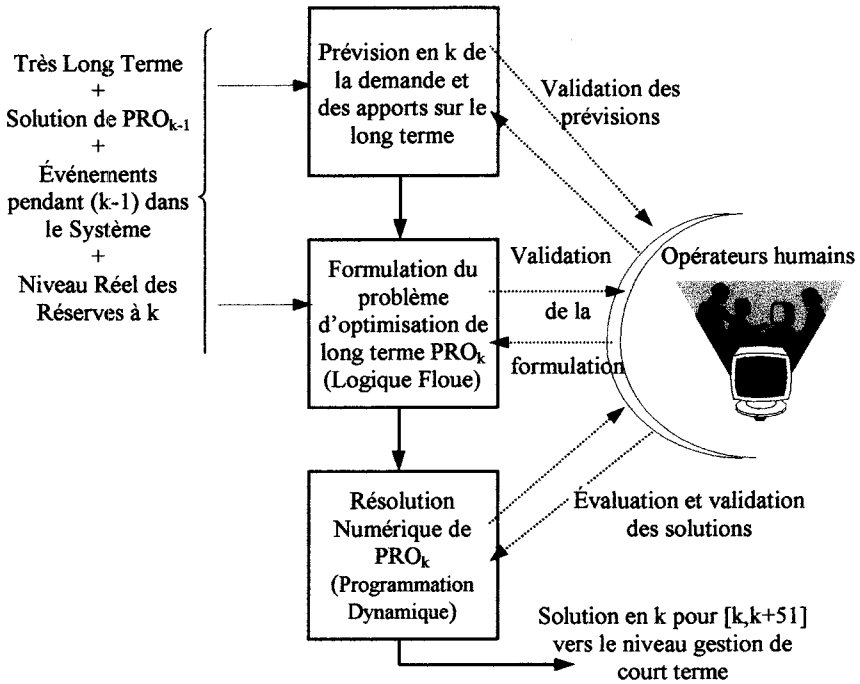 Très Long Terme
+
Solution de PROk-1
+
Événements
pendant (k-1) dans
le Système
+
Niveau Réel des
Réserves à k
Prévision en k de
la demande et
des apports sur le
long terme
Validation des
prévisions
Formulation du
problème
d'optimisation de
long terme PROk
(Logique Floue)
Validation
de la
formulation
Opérateurs humains
Résolution
Numérique de
PROk
(Programmation
Dynamique)
Évaluation et validation
des solutions
Solution en k pour [k,k+51]
vers le niveau gestion de
court terme